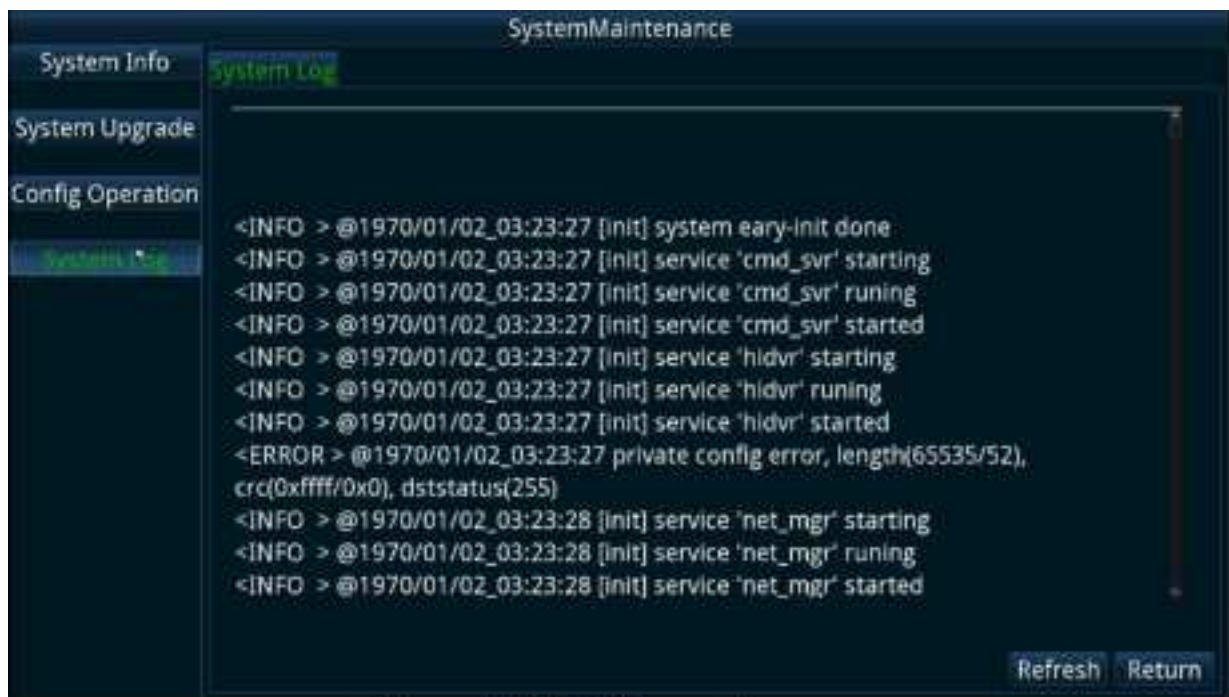 SystemMaintenance
System Info
System Upgrade
Config Operation
System Log
System Log
<INFO  > @1970/01/02_03:23:27 [init] system eary-init done
<INFO  > @1970/01/02_03:23:27 [init] service 'cmd_svr' starting
<INFO  > @1970/01/02_03:23:27 [init] service 'cmd_svr' runing
<INFO  > @1970/01/02_03:23:27 [init] service 'cmd_svr' started
<INFO  > @1970/01/02_03:23:27 [init] service 'hidvr' starting
<INFO  > @1970/01/02_03:23:27 [init] service 'hidvr' runing
<INFO  > @1970/01/02_03:23:27 [init] service 'hidvr' started
<ERROR > @1970/01/02_03:23:27 private config error, length(65535/52),
crc(0xffff/0x0), dststatus(255)
<INFO  > @1970/01/02_03:23:28 [init] service 'net_mgr' starting
<INFO  > @1970/01/02_03:23:28 [init] service 'net_mgr' runing
<INFO  > @1970/01/02_03:23:28 [init] service 'net_mgr' started
Refresh Return